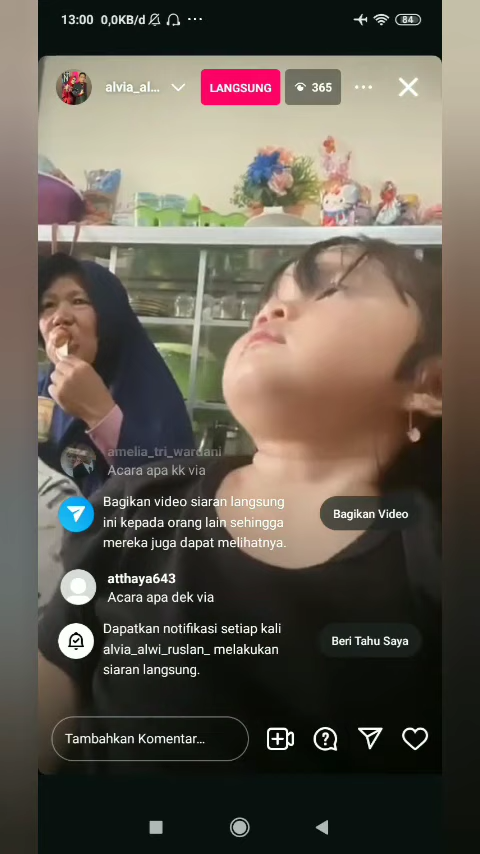 13:00 0,0KB/d
84
alvia_al...
LANGSUNG
365
amelia_tri_wardani
Acara apa kk via
Bagikan video siaran langsung
ini kepada orang lain sehingga
mereka juga dapat melihatnya.
Bagikan Video
atthaya643
Acara apa dek via
Dapatkan notifikasi setiap kali
alvia_alwi_ruslan_ melakukan
siaran langsung.
Beri Tahu Saya
Tambahkan Komentar...